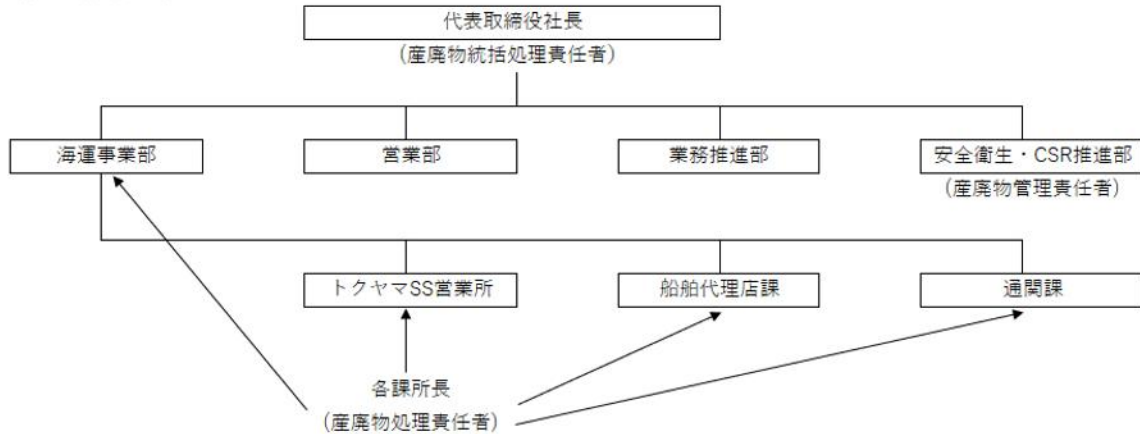 代表取締役社長
(産廃物統括処理責任者)
海運事業部
営業部
業務推進部
安全衛生・CSR推進部
(産廃物管理責任者)
トクヤマSS営業所
船舶代理店課
通関課
各課所長
(産廃物処理責任者)